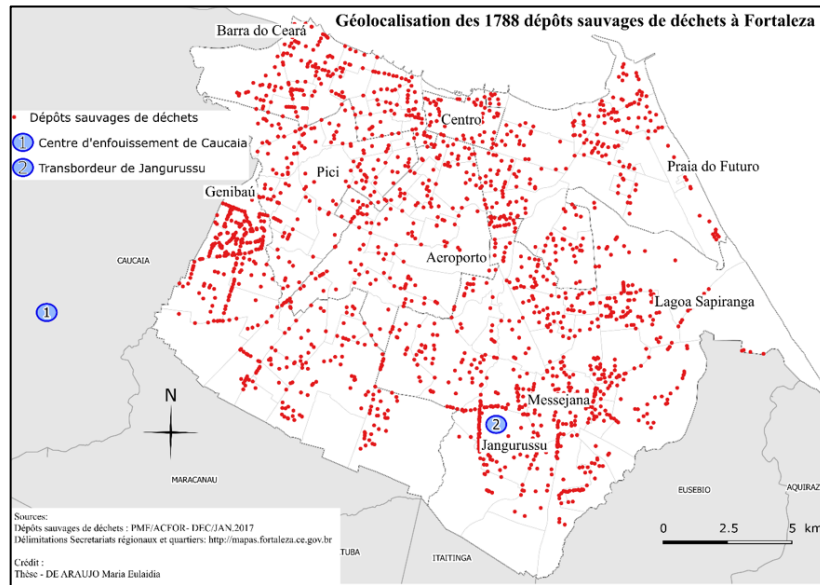 Géolocalisation des 1788 dépôts sauvages de déchets à Fortaleza
Barra do Ceará
Dépôts sauvages de déchets
1 Centre d'enfouissement de Caucaia
2 Transbordeur de Jangurussu
Centro
Pici
Praia do Futuro
Genibaú
CAUCAIA
Aeroporto
Lagoa Sapiranga
1
N
Messejana
2
Jangurussu
MARACANAU
EUSEBIO
AQUIRAZ
Sources:
Dépôts sauvages de déchets : PMF/ACFOR- DEC/JAN.2017
Délimitations Secretariats régionaux et quartiers: http://mapas.fortaleza.ce.gov.br
TUBA
ITAITINGA
0 2.5 5 km
Crédit :
Thèse - DE ARAUJO Maria Eulaidia